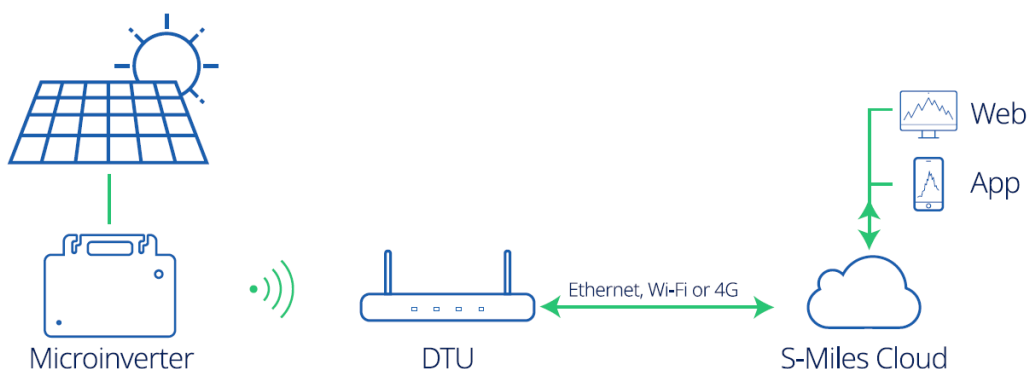 Web
App
Ethernet, Wi-Fi or 4G
Microinverter
DTU
S-Miles Cloud